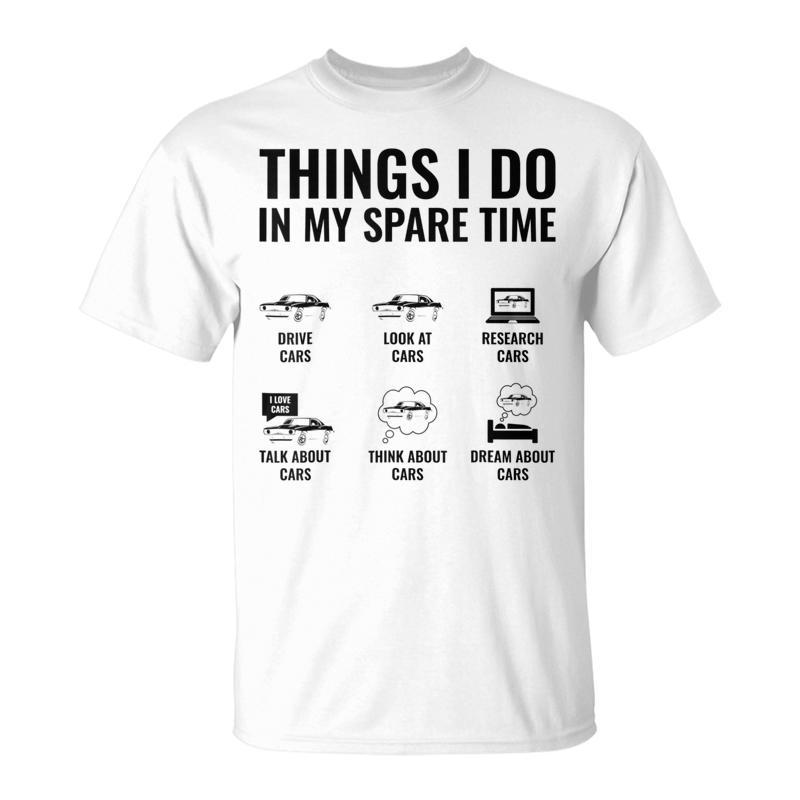 THINGS I DO
IN MY SPARE TIME
DRIVE
CARS
LOOK AT
CARS
RESEARCH
CARS
I LOVE
CARS
TALK ABOUT
CARS
THINK ABOUT
CARS
DREAM ABOUT
CARS